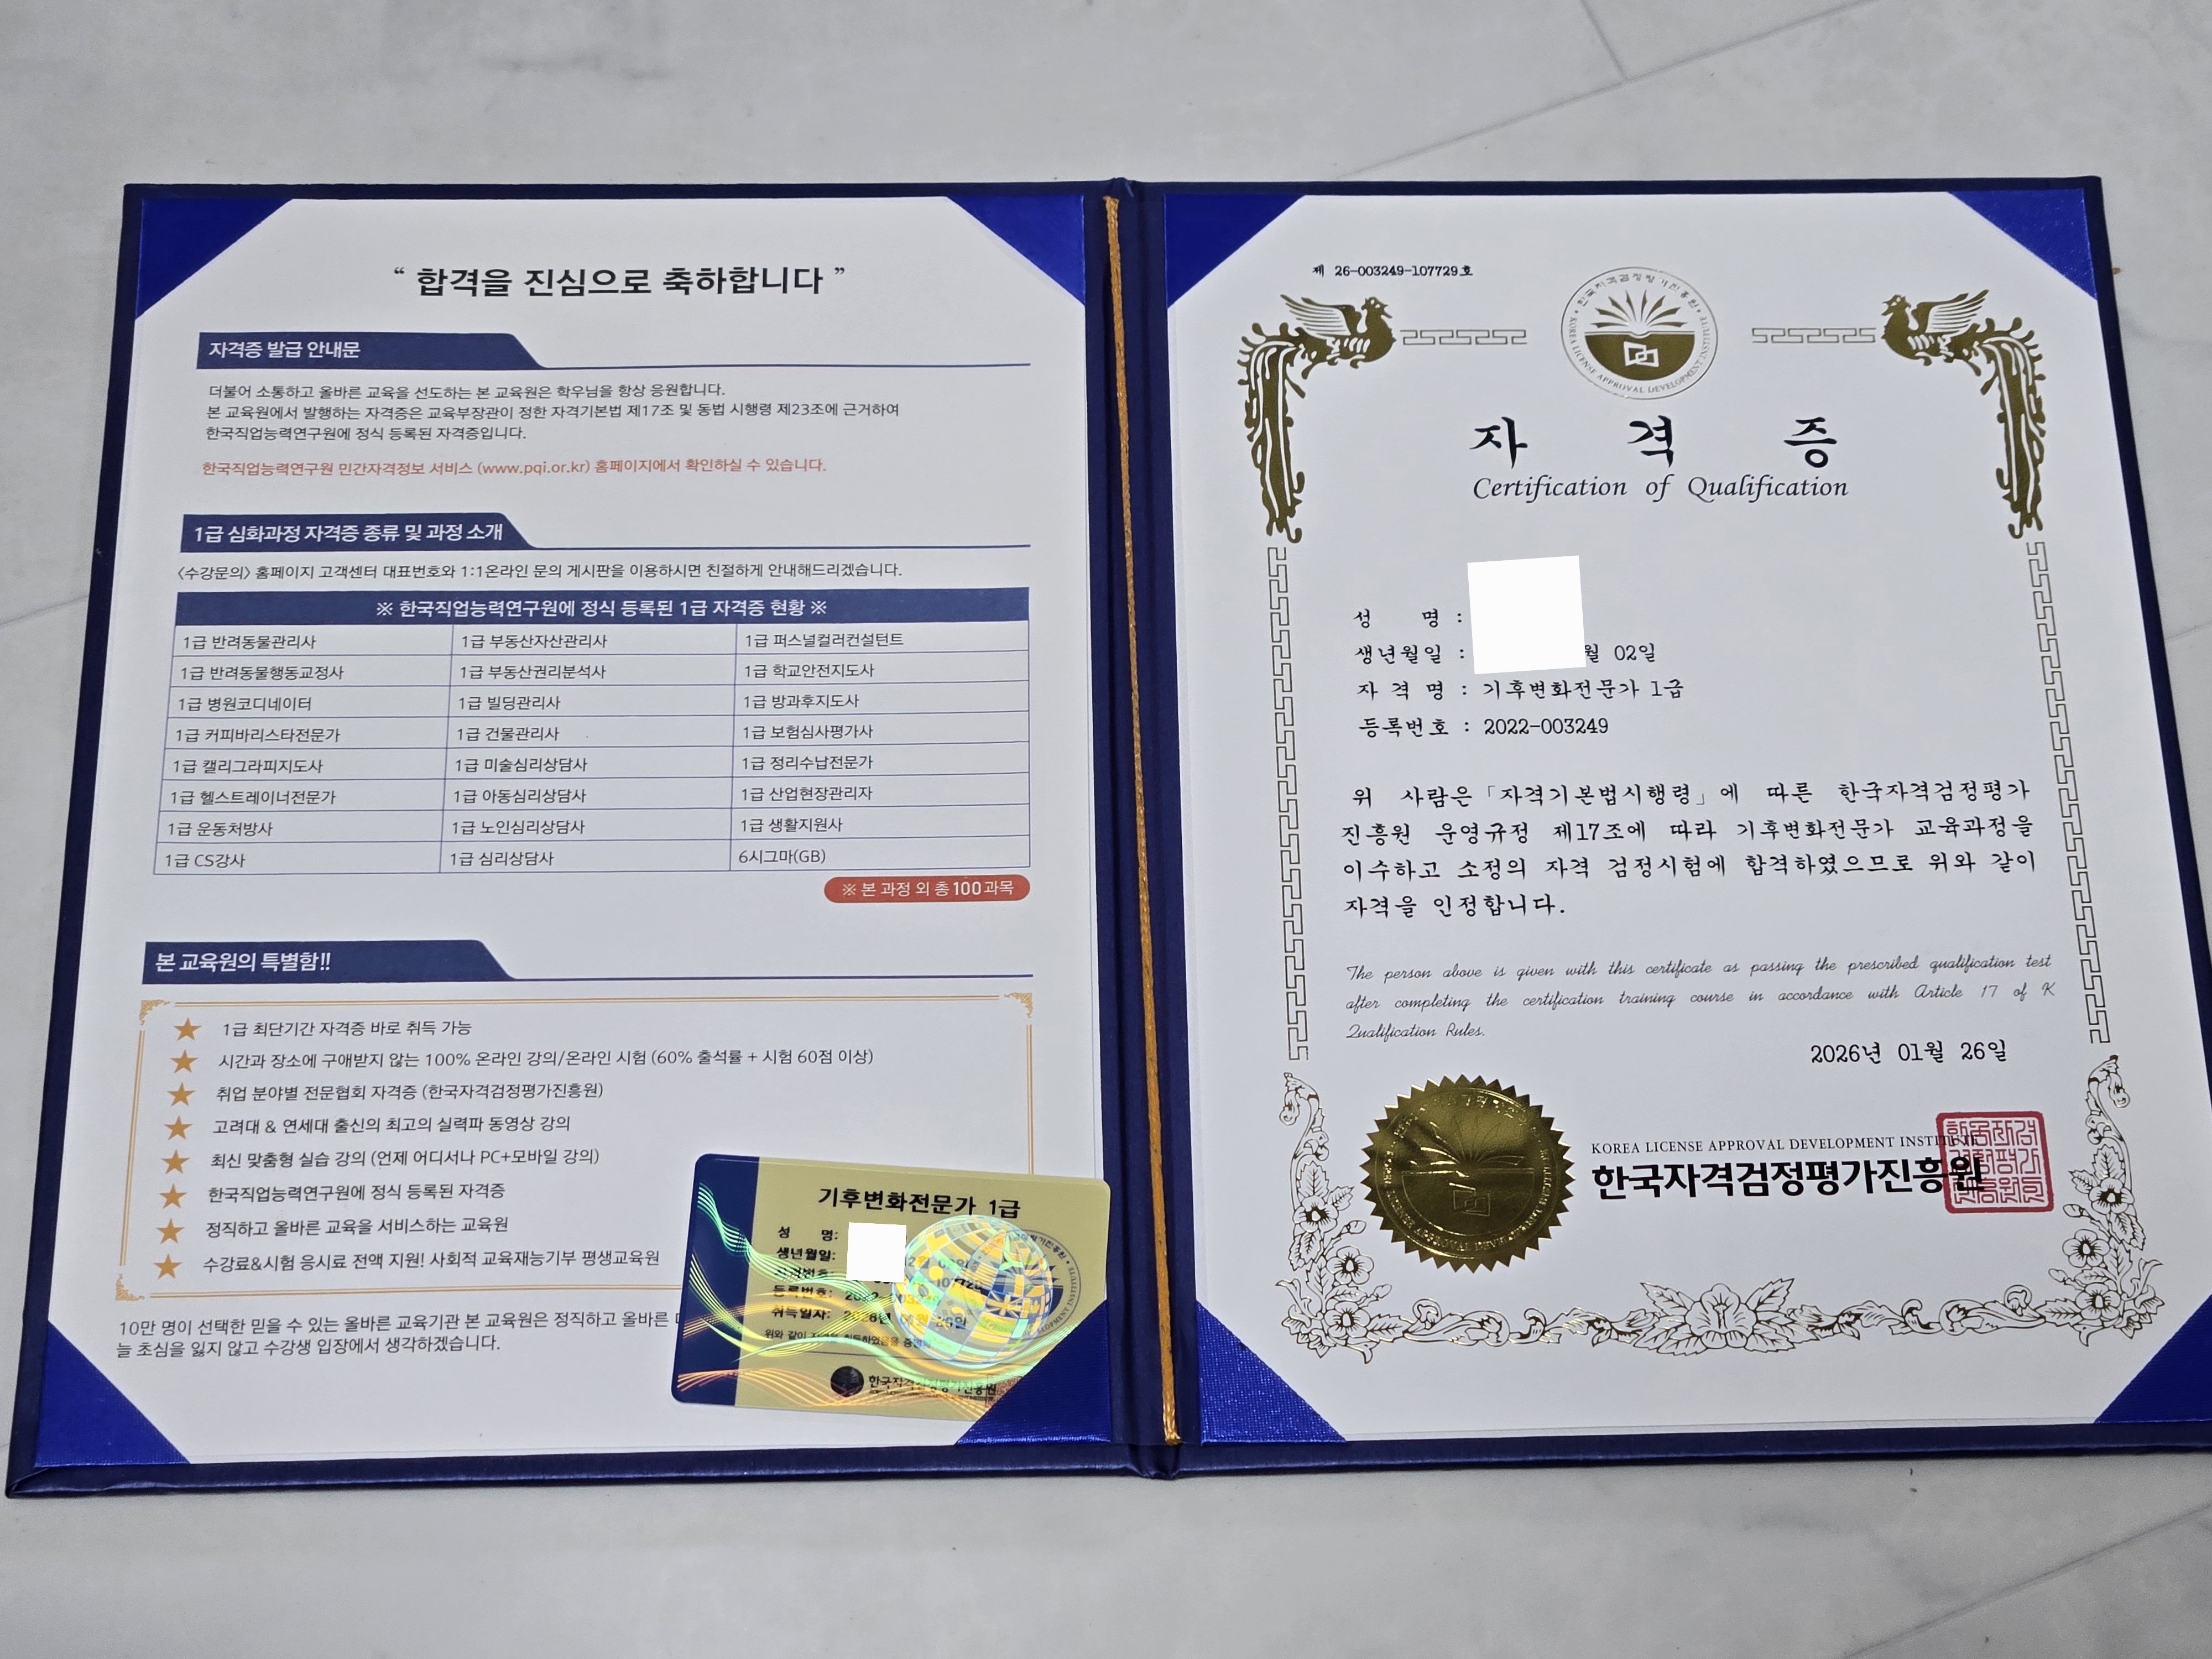 “ 합격을 진심으로 축하합니다 ”
자격증 발급 안내문
더불어 소통하고 올바른 교육을 선도하는 본 교육원은 학우님을 항상 응원합니다.
본 교육원에서 발행하는 자격증은 교육부장관이 정한 자격기본법 제17조 및 동법 시행령 제23조에 근거하여
한국직업능력연구원에 정식 등록된 자격증입니다.
한국직업능력연구원 민간자격정보 서비스 (www.pqi.or.kr) 홈페이지에서 확인하실 수 있습니다.
1급 심화과정 자격증 종류 및 과정 소개
<수강문의> 홈페이지 고객센터 대표번호와 1:1온라인 문의 게시판을 이용하시면 친절하게 안내해드리겠습니다.
※ 한국직업능력연구원에 정식 등록된 1급 자격증 현황 ※
1급 반려동물관리사 1급 부동산자산관리사 1급 퍼스널컬러컨설턴트
1급 반려동물행동교정사 1급 부동산권리분석사 1급 학교안전지도사
1급 병원코디네이터 1급 빌딩관리사 1급 방과후지도사
1급 커피바리스타전문가 1급 건물관리사 1급 보험심사평가사
1급 캘리그라피지도사 1급 미술심리상담사 1급 정리수납전문가
1급 헬스트레이너전문가 1급 아동심리상담사 1급 산업현장관리자
1급 운동처방사 1급 노인심리상담사 1급 생활지원사
1급 CS강사 1급 심리상담사 6시그마(GB)
※ 본 과정 외 총 100과목
본 교육원의 특별함!!
1급 최단기간 자격증 바로 취득 가능
시간과 장소에 구애받지 않는 100% 온라인 강의/온라인 시험 (60% 출석률 + 시험 60점 이상)
취업 분야별 전문협회 자격증 (한국자격검정평가진흥원)
고려대 & 연세대 출신의 최고의 실력파 동영상 강의
최신 맞춤형 실습 강의 (언제 어디서나 PC+모바일 강의)
한국직업능력연구원에 정식 등록된 자격증
정직하고 올바른 교육을 서비스하는 교육원
수강료&시험 응시료 전액 지원! 사회적 교육재능기부 평생교육원
10만 명이 선택한 믿을 수 있는 올바른 교육기관 본 교육원은 정직하고 올바른
늘 초심을 잃지 않고 수강생 입장에서 생각하겠습니다.
기후변화전문가 1급
성 명:
생년월일:
등록번호:
취득일자:
한국자격검정평가진흥원
제 26-003249-107729호
자 격 증
Certification of Qualification
성 명 :
생년월일 : 월 02일
자 격 명 : 기후변화전문가 1급
등록번호 : 2022-003249
위 사람은「자격기본법시행령」에 따른 한국자격검정평가
진흥원 운영규정 제17조에 따라 기후변화전문가 교육과정을
이수하고 소정의 자격 검정시험에 합격하였으므로 위와 같이
자격을 인정합니다.
The person above is given with this certificate as passing the prescribed qualification test
after completing the certification training course in accordance with Article 17 of K
Qualification Rules.
2026년 01월 26일
KOREA LICENSE APPROVAL DEVELOPMENT INSTITUTE
한국자격검정평가진흥원